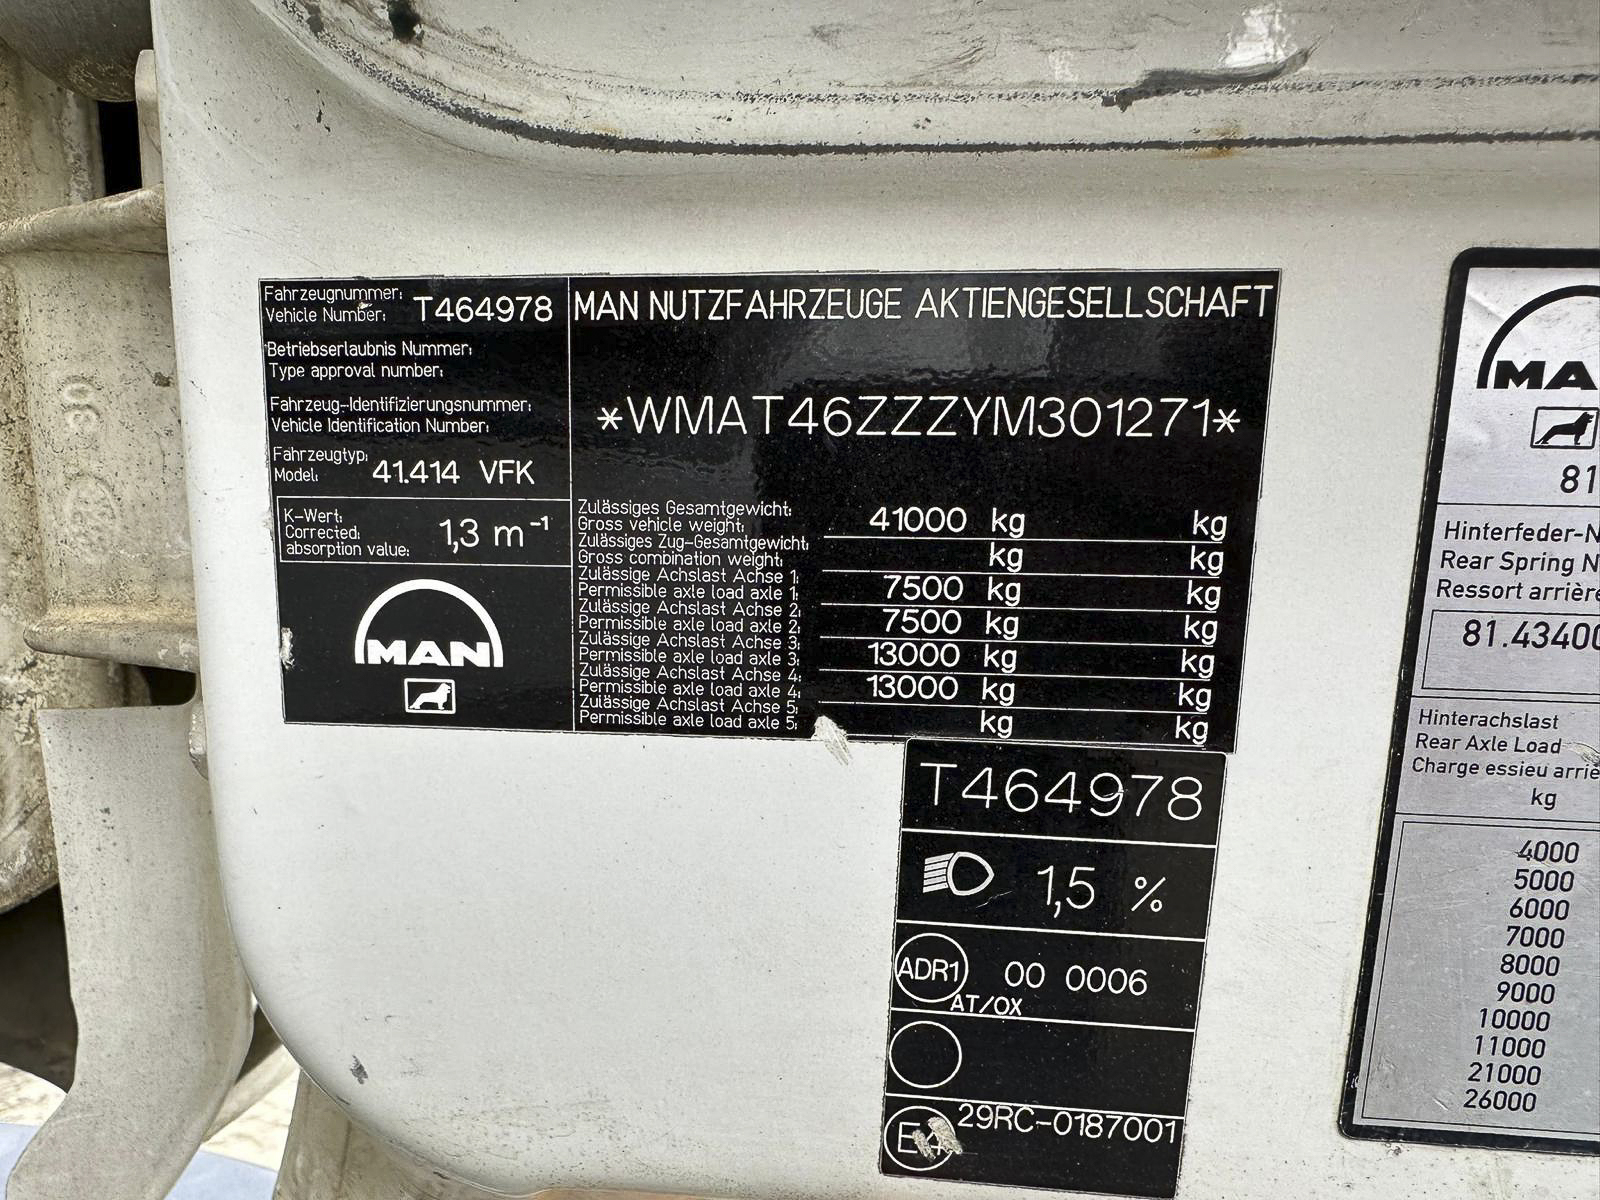 Fahrzeugnummer:
Vehicle Number: T464978
Betriebserlaubnis Nummer:
Type approval number:
Fahrzeug-Identifizierungsnummer:
Vehicle Identification Number:
Fahrzeugtyp:
Model: 41.414 VFK
K-Wert:
Corrected:
absorption value: 1,3 m⁻¹
MAN
MAN NUTZFAHRZEUGE AKTIENGESELLSCHAFT
*WMAT46ZZZYM301271*
Zulässiges Gesamtgewicht:
Gross vehicle weight: 41000 kg kg
Zulässiges Zug-Gesamtgewicht:
Gross combination weight: kg kg
Zulässige Achslast Achse 1:
Permissible axle load axle 1: 7500 kg kg
Zulässige Achslast Achse 2:
Permissible axle load axle 2: 7500 kg kg
Zulässige Achslast Achse 3:
Permissible axle load axle 3: 13000 kg kg
Zulässige Achslast Achse 4:
Permissible axle load axle 4: 13000 kg kg
Zulässige Achslast Achse 5:
Permissible axle load axle 5: kg kg
T464978
1,5 %
ADR1 00 0006
AT/OX
29RC-0187001
MA
81
Hinterfeder-N
Rear Spring N
Ressort arrière
81.43400
Hinterachslast
Rear Axle Load
Charge essieu arriè
kg
4000
5000
6000
7000
8000
9000
10000
11000
21000
26000